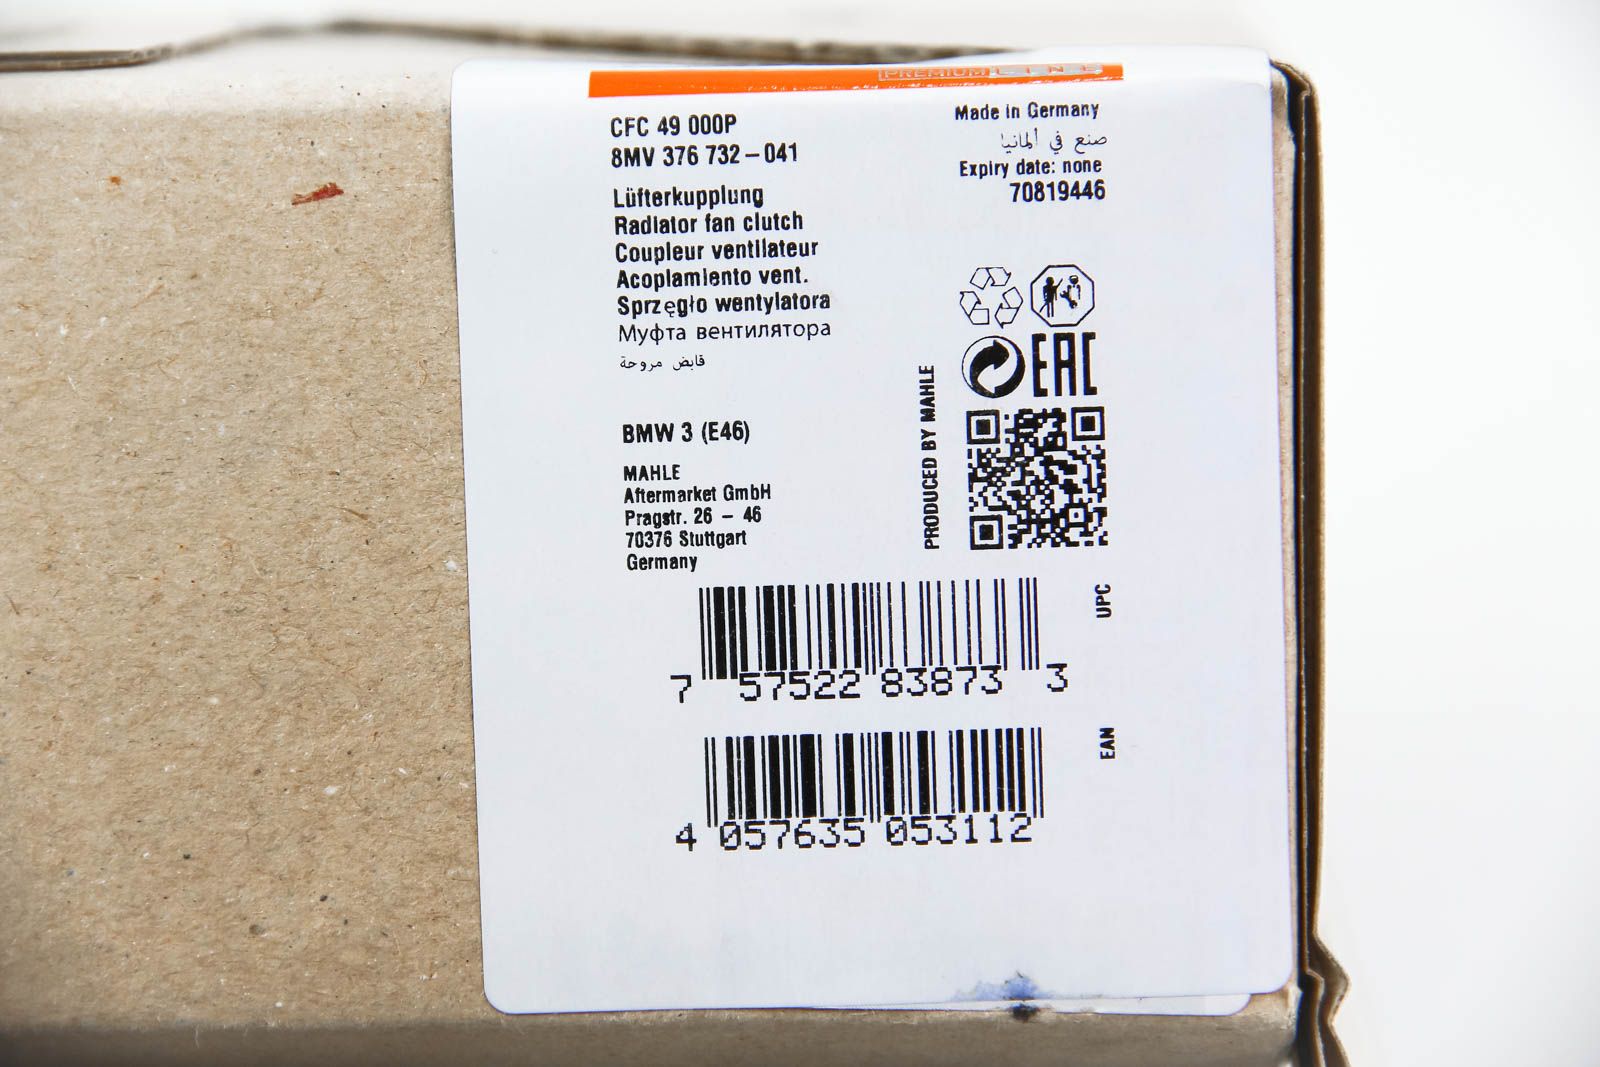 PREMIUM LINE
CFC 49 000P
8MV 376 732-041
Made in Germany
صنع في ألمانيا
Expiry date: none
70819446
Lüfterkupplung
Radiator fan clutch
Coupleur ventilateur
Acoplamiento vent.
Sprzęgło wentylatora
Муфта вентилятора
قابض مروحة
EAC
PRODUCED BY MAHLE
BMW 3 (E46)
MAHLE
Aftermarket GmbH
Pragstr. 26 - 46
70376 Stuttgart
Germany
UPC
7 57522 83873 3
EAN
4 057635 053112